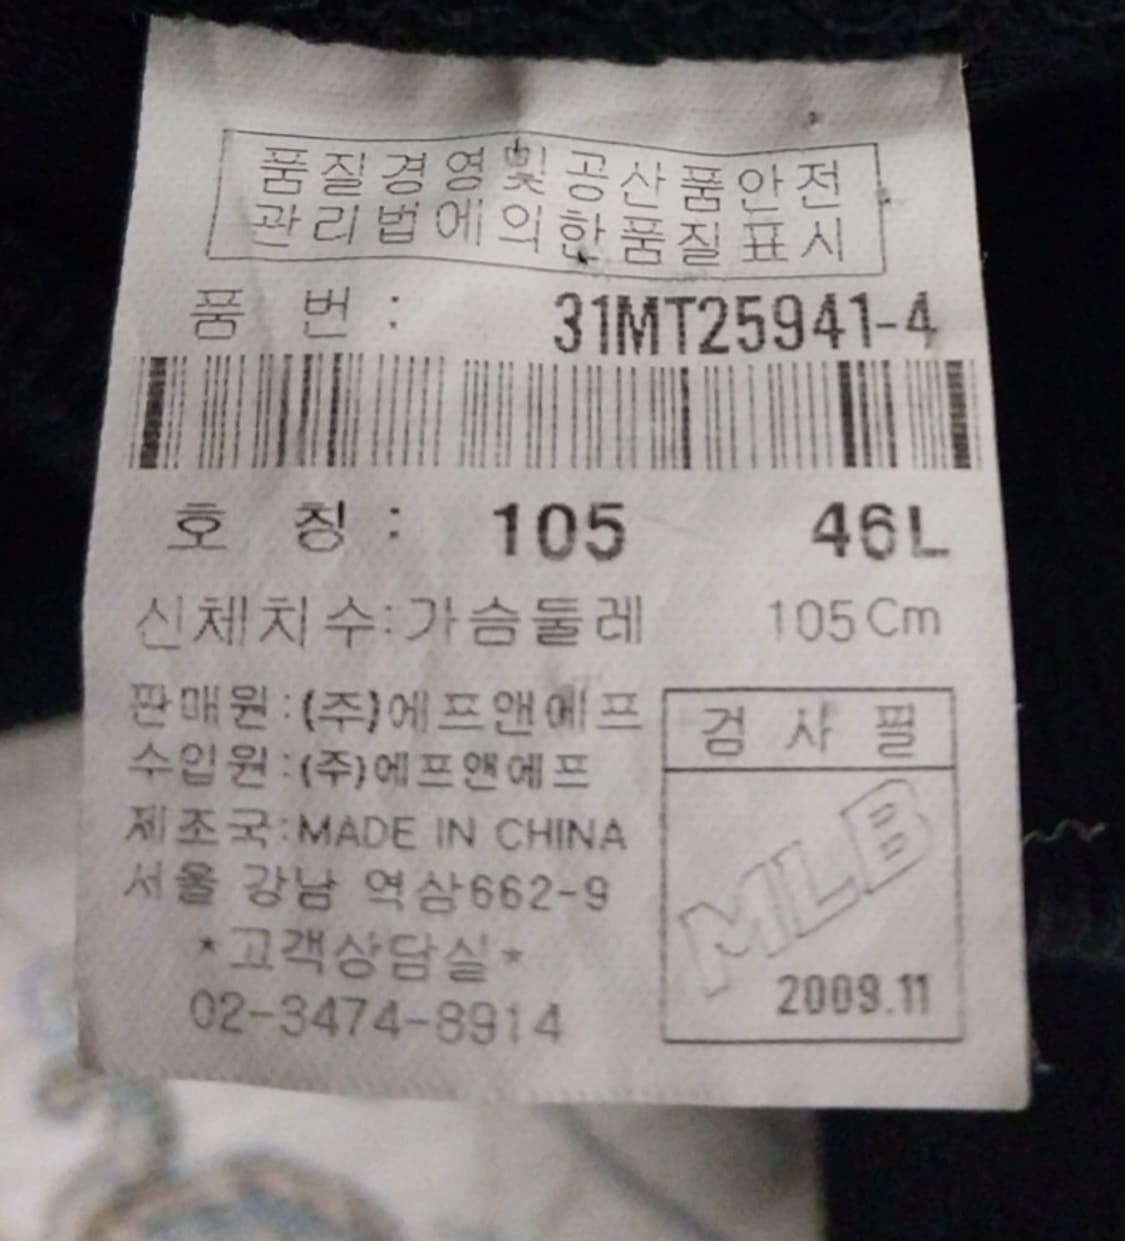 품질경영및공산품안전
관리법에의한품질표시
품 번 : 31MT25941-4
호 칭 : 105 46L
신체치수:가슴둘레 105Cm
판매원:(주)에프앤에프
수입원:(주)에프앤에프
제조국:MADE IN CHINA
서울 강남 역삼662-9
*고객상담실*
02-3474-8914
검 사 필
MLB
2009.11